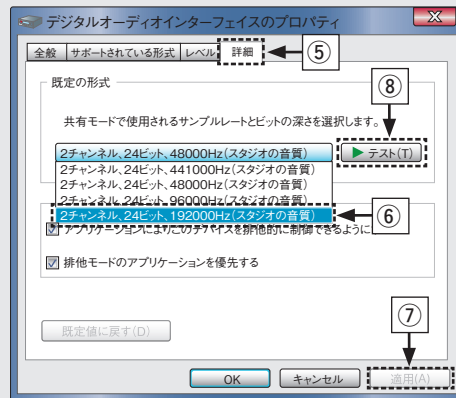 デジタルオーディオインターフェイスのプロパティ
全般 サポートされている形式 レベル 詳細 ⑤
既定の形式
⑧
共有モードで使用されるサンプルレートとビットの深さを選択します。
2チャンネル、24ビット、48000Hz(スタジオの音質) テスト(T)
2チャンネル、24ビット、441000Hz(スタジオの音質)
2チャンネル、24ビット、48000Hz(スタジオの音質)
2チャンネル、24ビット、96000Hz(スタジオの音質)
2チャンネル、24ビット、192000Hz(スタジオの音質) ⑥
アプリケーションによりこのデバイスを排他的に制御できるように
排他モードのアプリケーションを優先する
⑦
既定値に戻す(D)
OK キャンセル 適用(A)